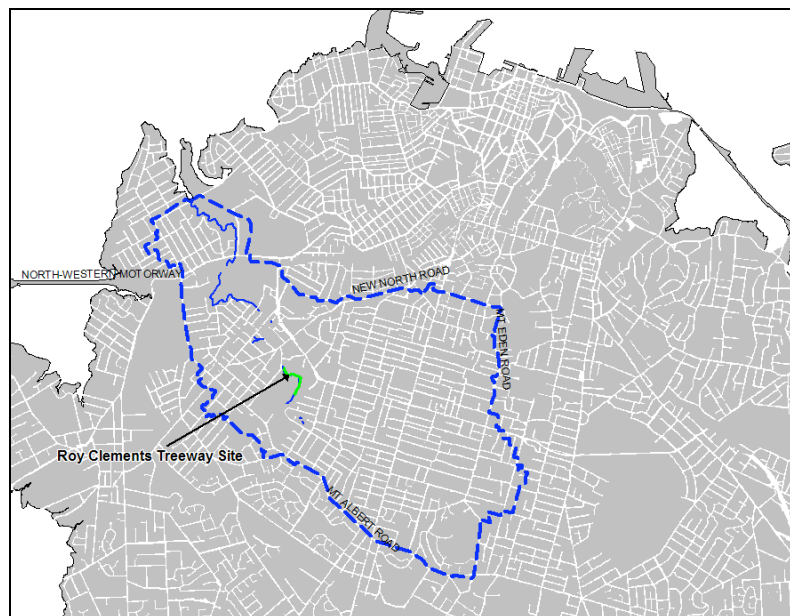 NORTH-WESTERN MOTORWAY
NEW NORTH ROAD
MT EDEN ROAD
Roy Clements Treeway Site
MT ALBERT ROAD